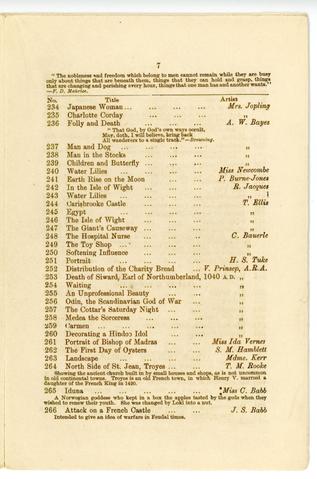 7
"The nobleness and freedom which belong to men cannot remain while they are busy
only about things that are beneath them, things that they can hold and grasp, things
that are changing and perishing every hour, things that one man has and another wants."
—F. D. Maurice.
No. Title Artist
234 Japanese Woman ... ... ... ... Mrs. Jopling
235 Charlotte Corday ... ... ... „
236 Folly and Death ... ... ... A. W. Bayes
"That God, by God's own ways occult,
May, doth I will believe, bring back
All wanderers to a single track."—Browning.
237 Man and Dog ... ... ... ... „
238 Man in the Stocks ... ... ... „
239 Children and Butterfly ... ... ... „
240 Water Lilies ... ... ... Miss Newcombe
241 Earth Rise on the Moon ... ... P. Burne-Jones
242 In the Isle of Wight ... ... ... R. Jacques
243 Water Lilies ... ... ... „
244 Carisbrooke Castle ... ... ... T. Ellis
245 Egypt ... ... ... ... „
246 The Isle of Wight ... ... ... „
247 The Giant's Causeway ... ... ... „
248 The Hospital Nurse ... ... ... C. Bauerle
249 The Toy Shop ... ... ... ... „
250 Softening Influence ... ... ... „
251 Portrait ... ... ... ... H. S. Tuke
252 Distribution of the Charity Bread ... V. Prinsep, A.R.A.
253 Death of Siward, Earl of Northumberland, 1040 A.D. „
254 Waiting ... ... ... ... „
255 An Unprofessional Beauty ... ... „
256 Odin, the Scandinavian God of War ... „
257 The Cottar's Saturday Night ... ... „
258 Medea the Sorceress ... ... ... „
259 Carmen ... ... ... ... „
260 Decorating a Hindoo Idol ... ... „
261 Portrait of Bishop of Madras ... Miss Ida Verner
262 The First Day of Oysters ... S. M. Hamblett
263 Landscape ... ... ... Mdme. Kerr
264 North Side of St. Jean, Troyes ... T. M. Rooke
Showing the ancient church built in by small houses and shops, as is not uncommon
in old continental towns. Troyes is an old French town, in which Henry V. married a
daughter of the French King in 1420.
265 Iduna ... ... ... Miss C. Babb
A Norwegian goddess who kept in a box the apples tasted by the gods when they
wished to renew their youth. She was changed by Loki into a nut.
266 Attack on a French Castle ... ... J. S. Babb
Intended to give an idea of warfare in Feudal times.